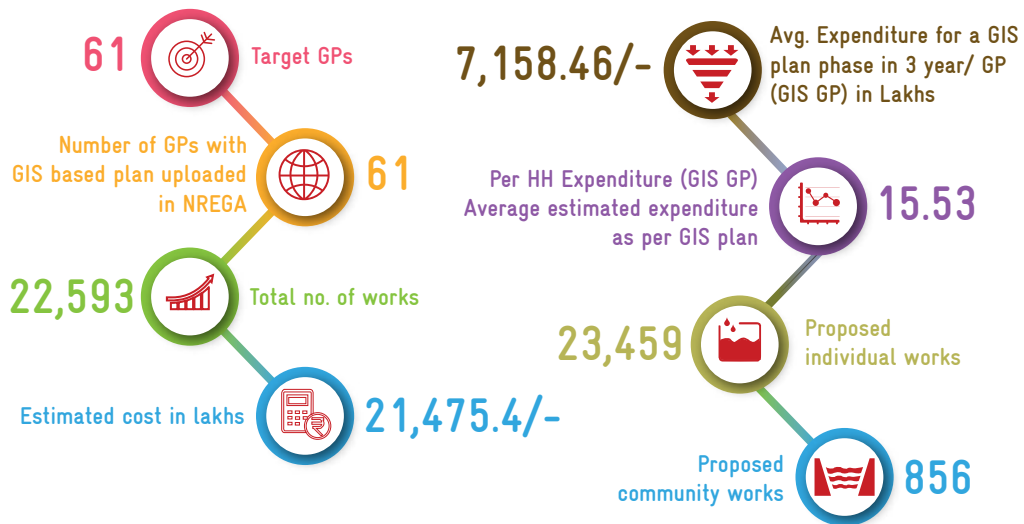 61
Target GPs
Number of GPs with
GIS based plan uploaded
in NREGA
61
22,593
Total no. of works
Estimated cost in lakhs
21,475.4/-
7,158.46/-
Avg. Expenditure for a GIS
plan phase in 3 year/ GP
(GIS GP) in Lakhs
Per HH Expenditure (GIS GP)
Average estimated expenditure
as per GIS plan
15.53
23,459
Proposed
individual works
Proposed
community works
856